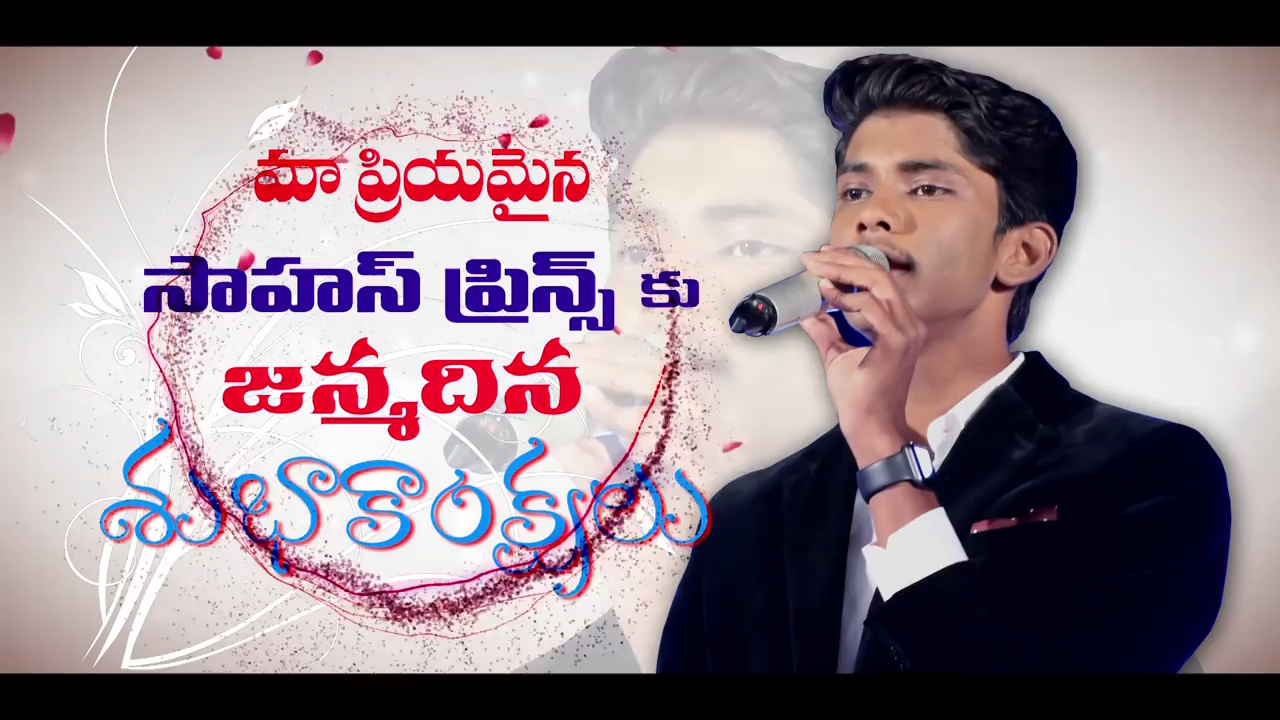 మా ప్రియమైన
సొహస్ ప్రిన్స్ కు
జన్మదిన
శుభాకాంక్షలు